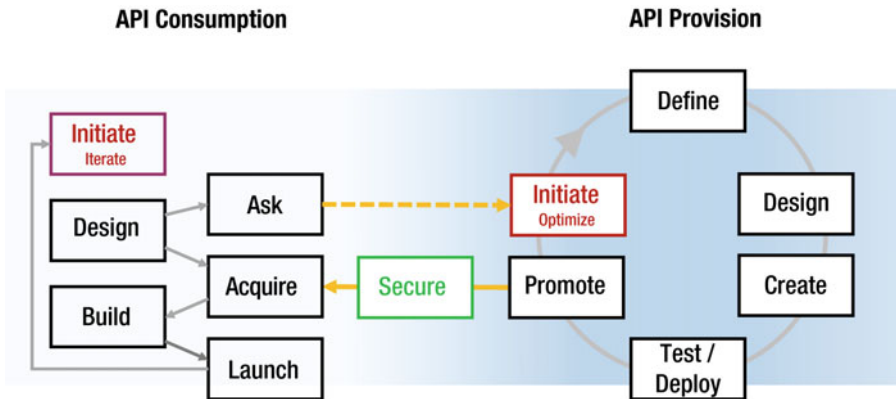 API Consumption
API Provision
Initiate
Iterate
Design
Build
Ask
Acquire
Launch
Secure
Initiate
Optimize
Promote
Define
Design
Create
Test /
Deploy